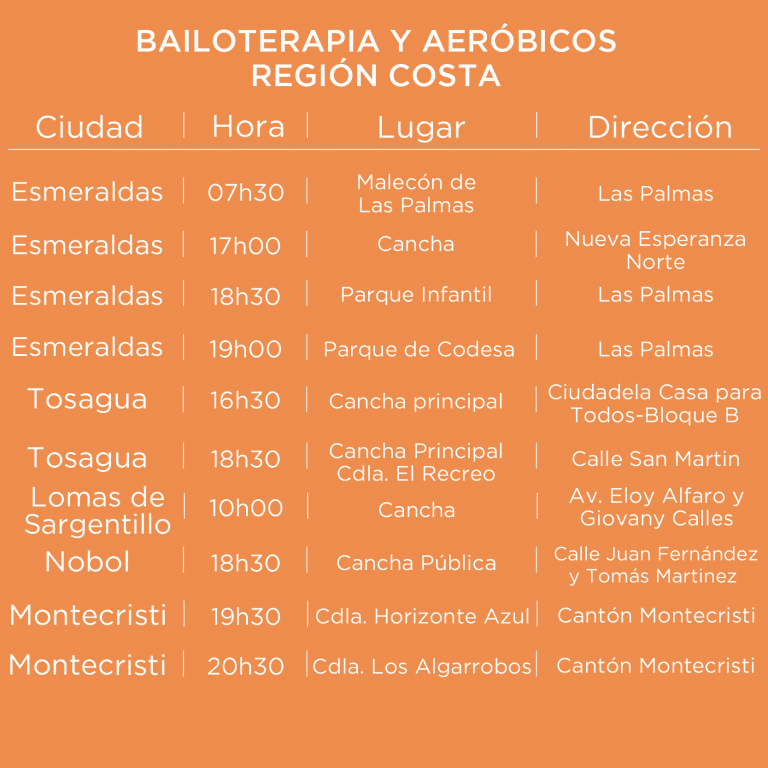 BAILOTERAPIA Y AERÓBICOS
REGIÓN COSTA
Ciudad | Hora | Lugar | Dirección
Esmeraldas | 07h30 | Malecón de Las Palmas | Las Palmas
Esmeraldas | 17h00 | Cancha | Nueva Esperanza Norte
Esmeraldas | 18h30 | Parque Infantil | Las Palmas
Esmeraldas | 19h00 | Parque de Codesa | Las Palmas
Tosagua | 16h30 | Cancha principal | Ciudadela Casa para Todos-Bloque B
Tosagua | 18h30 | Cancha Principal Cdla. El Recreo | Calle San Martin
Lomas de Sargentillo | 10h00 | Cancha | Av. Eloy Alfaro y Giovany Calles
Nobol | 18h30 | Cancha Pública | Calle Juan Fernández y Tomás Martinez
Montecristi | 19h30 | Cdla. Horizonte Azul | Cantón Montecristi
Montecristi | 20h30 | Cdla. Los Algarrobos | Cantón Montecristi